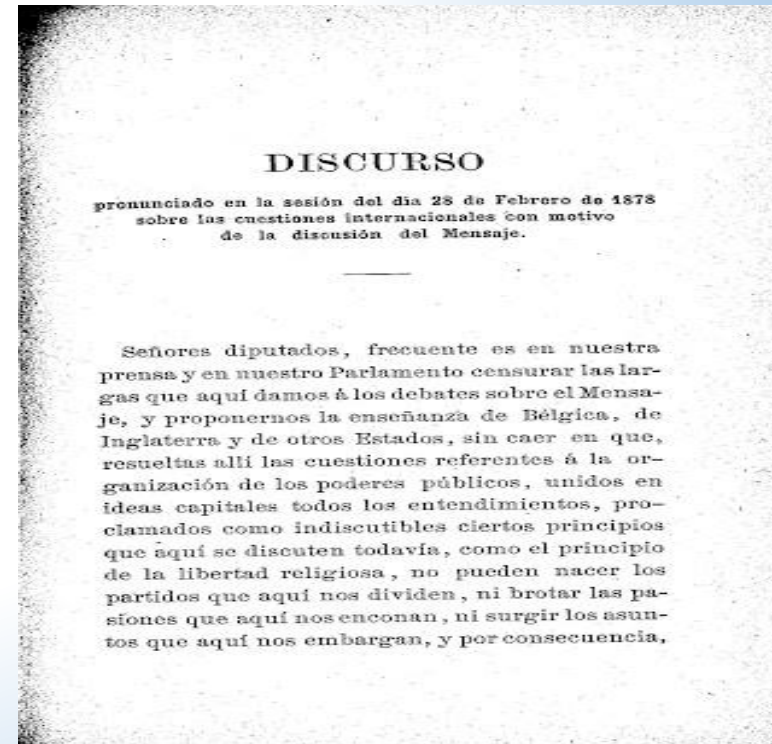 DISCURSO
pronunciado en la sesión del día 28 de Febrero de 1878
sobre las cuestiones internacionales con motivo
de la discusión del Mensaje.
Señores diputados, frecuente es en nuestra
prensa y en nuestro Parlamento censurar las lar-
gas que aquí damos á los debates sobre el Mensa-
je, y proponernos la enseñanza de Bélgica, de
Inglaterra y de otros Estados, sin caer en que,
resueltas allí las cuestiones referentes á la or-
ganización de los poderes públicos, unidos en
ideas capitales todos los entendimientos, pro-
clamados como indiscutibles ciertos principios
que aquí se discuten todavía, como el principio
de la libertad religiosa, no pueden nacer los
partidos que aquí nos dividen, ni brotar las pa-
siones que aquí nos enconan, ni surgir los asun-
tos que aquí nos embargan, y por consecuencia,